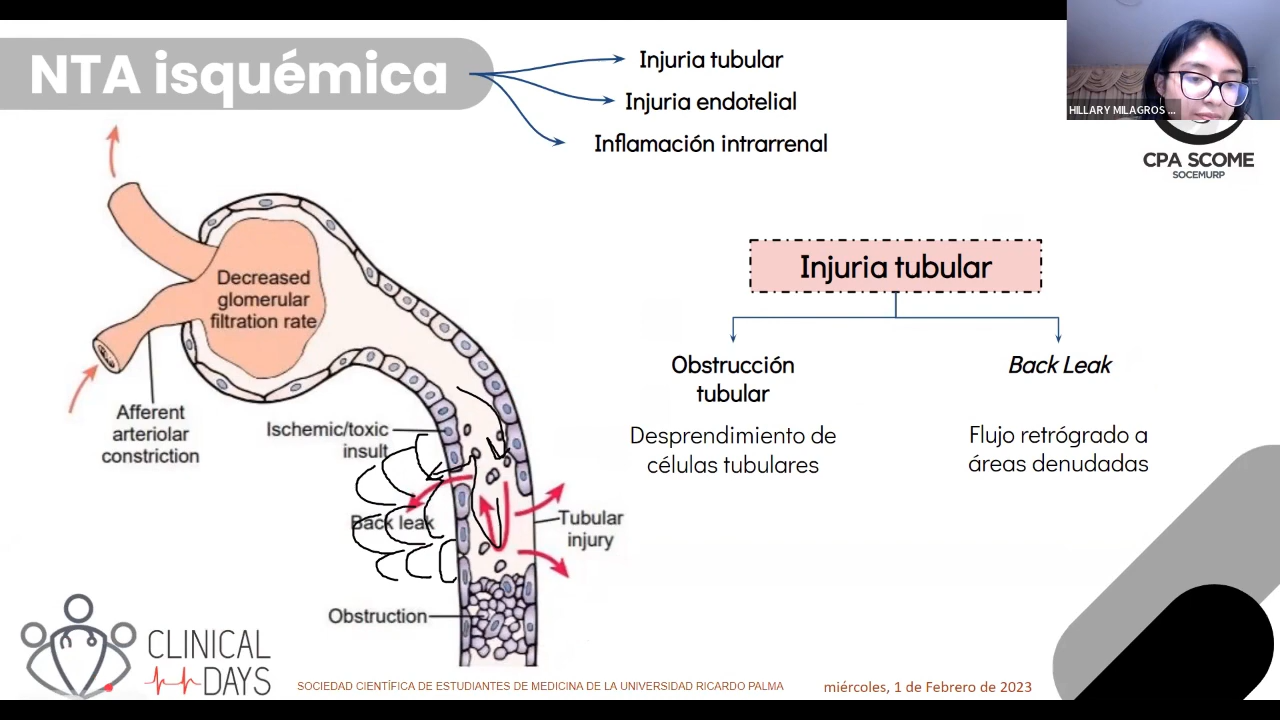 NTA isquémica
Injuria tubular
Injuria endotelial
Inflamación intrarrenal
HILLARY MILAGROS ...
CPA SCOME
SOCEMURP
Decreased
glomerular
filtration rate
Afferent
arteriolar
constriction
Ischemic/toxic
insult
Back leak
Tubular
injury
Obstruction
Injuria tubular
Obstrucción
tubular
Desprendimiento de
células tubulares
Back Leak
Flujo retrógrado a
áreas denudadas
CLINICAL
DAYS
SOCIEDAD CIENTÍFICA DE ESTUDIANTES DE MEDICINA DE LA UNIVERSIDAD RICARDO PALMA
miércoles, 1 de Febrero de 2023